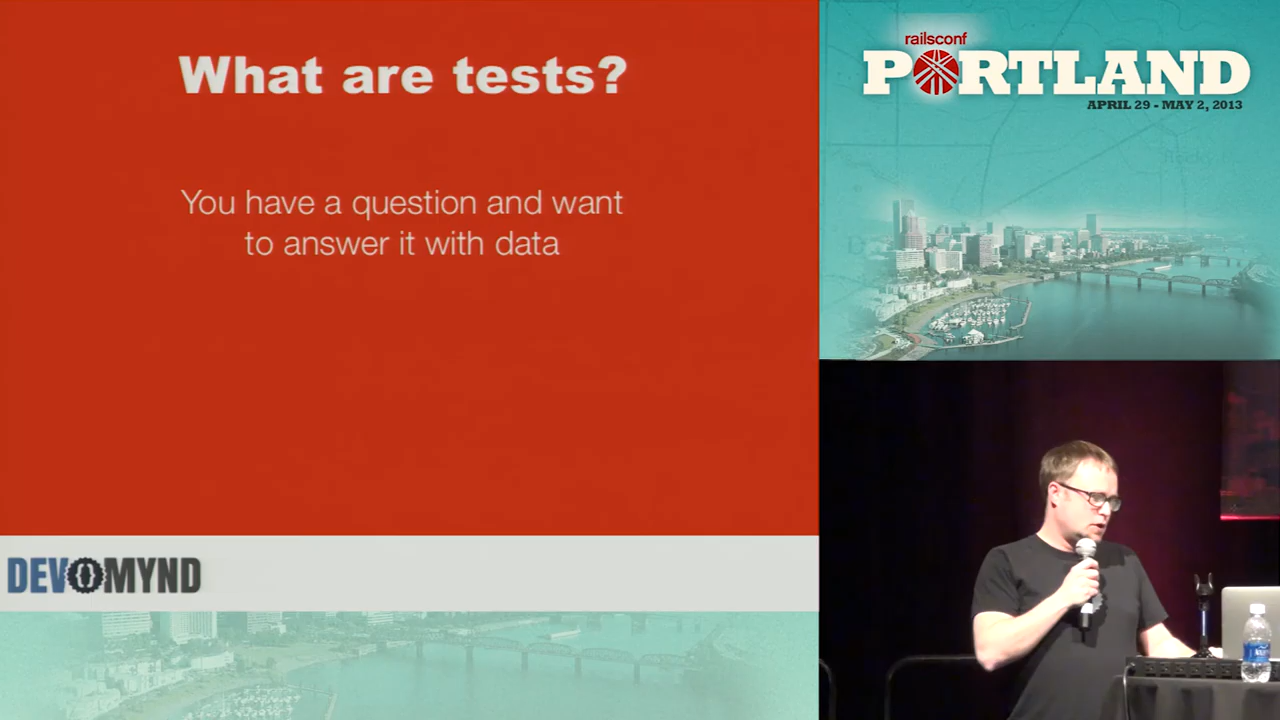 What are tests?
You have a question and want
to answer it with data
DEVMYND
railsconf
PORTLAND
APRIL 29 - MAY 2, 2013